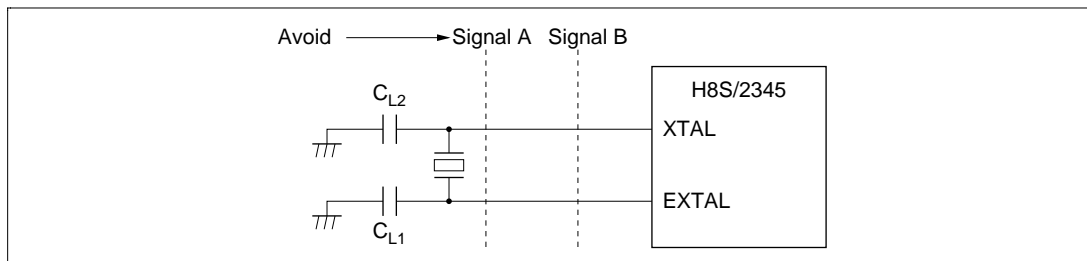 Avoid Signal A Signal B
H8S/2345
CL2
XTAL
EXTAL
CL1